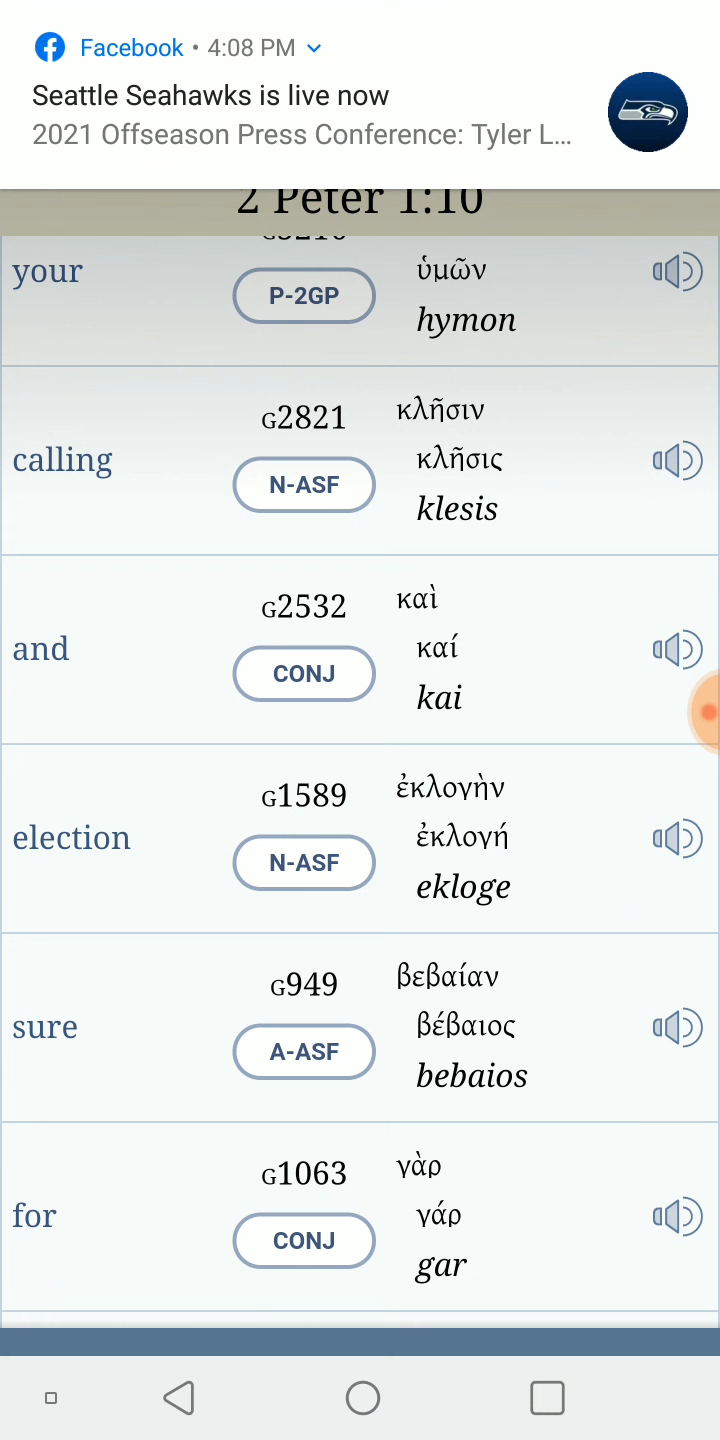 Facebook • 4:08 PM
Seattle Seahawks is live now
2021 Offseason Press Conference: Tyler L...
2 Peter 1:10
your
P-2GP
ὑμῶν
hymon
calling
G2821
N-ASF
κλῆσιν
κλῆσις
klesis
and
G2532
CONJ
καὶ
καί
kai
election
G1589
N-ASF
ἐκλογὴν
ἐκλογή
ekloge
sure
G949
A-ASF
βεβαίαν
βέβαιος
bebaios
for
G1063
CONJ
γὰρ
γάρ
gar